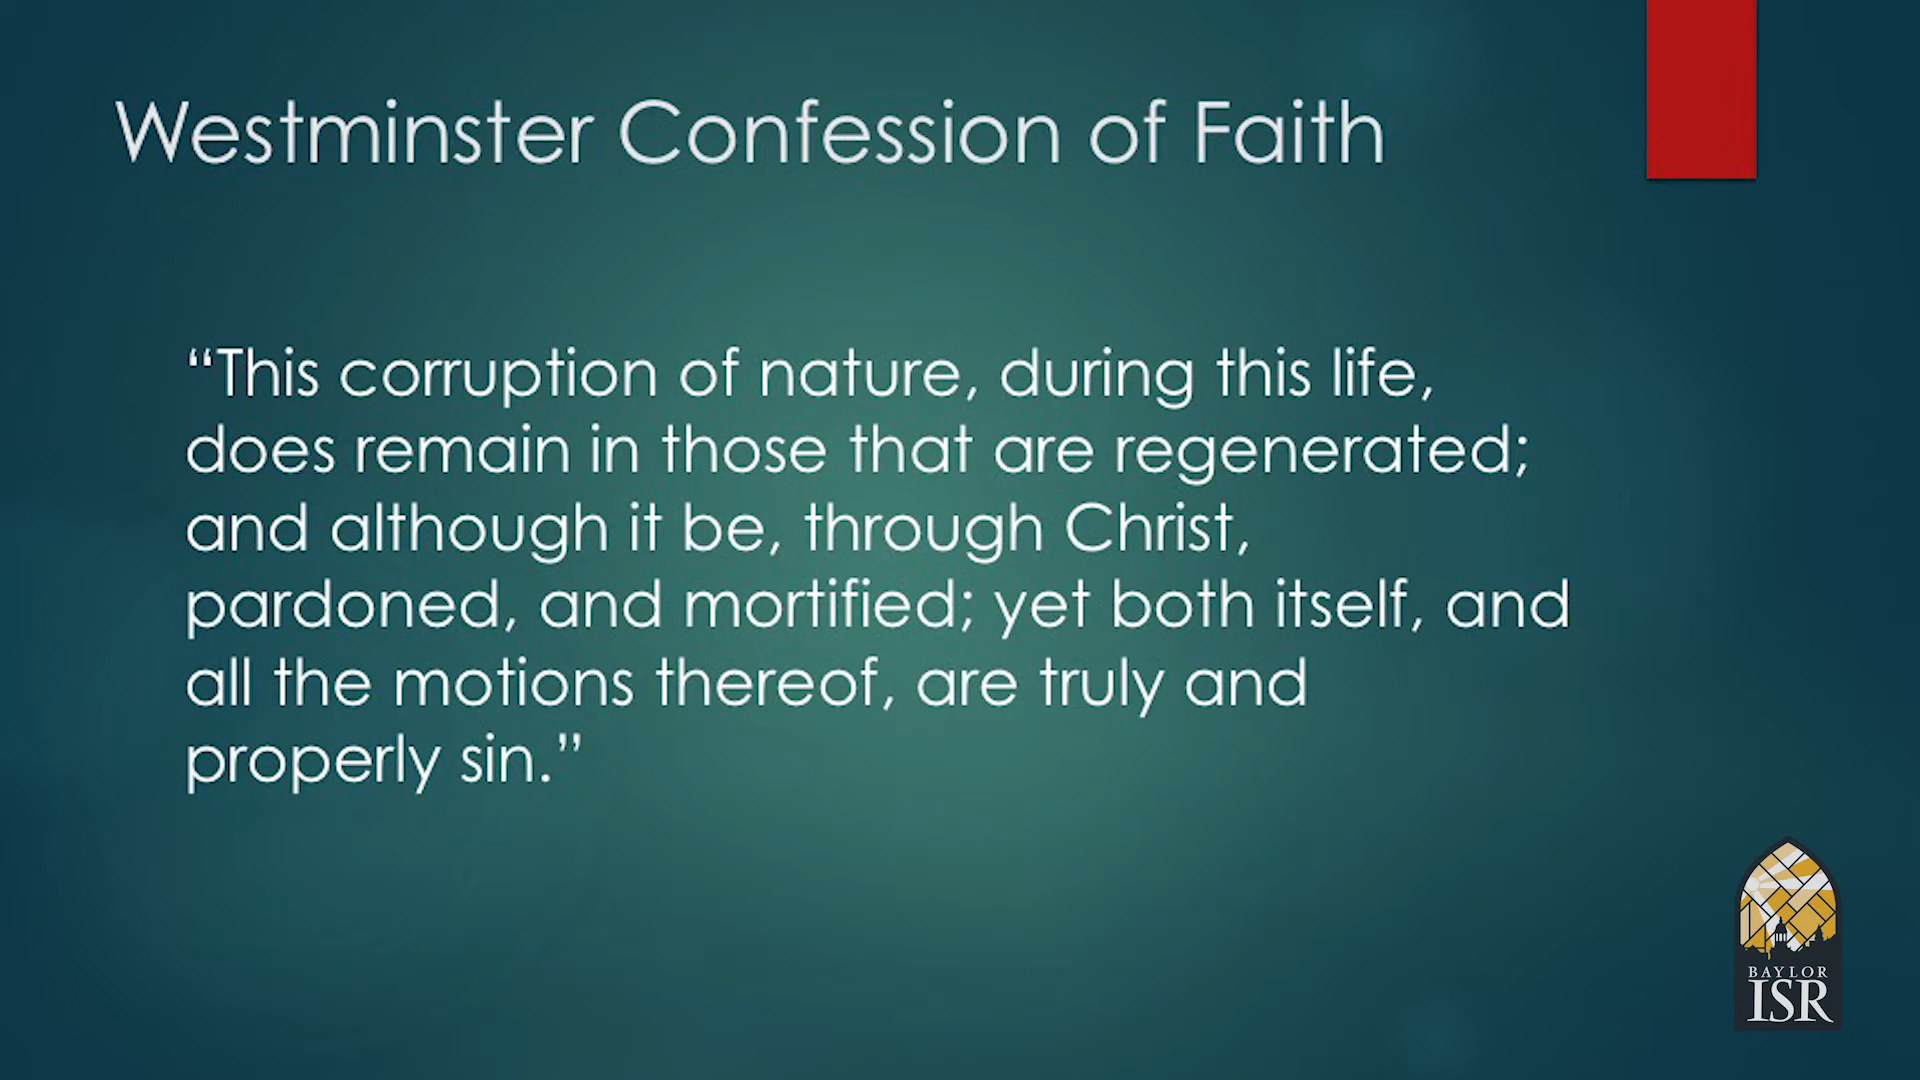 Westminster Confession of Faith
“This corruption of nature, during this life,
does remain in those that are regenerated;
and although it be, through Christ,
pardoned, and mortified; yet both itself, and
all the motions thereof, are truly and
properly sin.”
BAYLOR
ISR